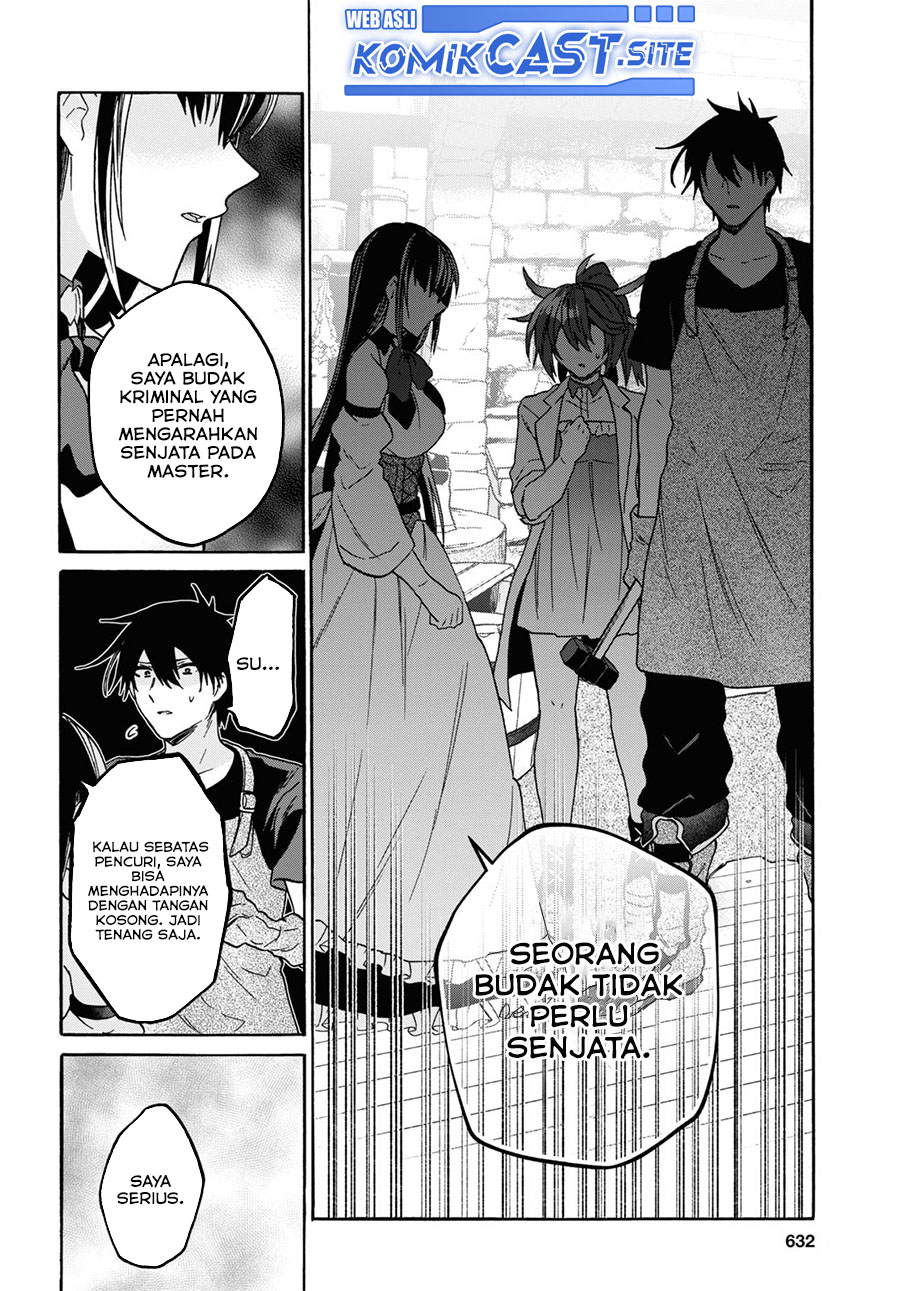 WEB ASLI
KOMIKCAST.SITE
SEORANG
BUDAK TIDAK
PERLU
SENJATA.
APALAGI,
SAYA BUDAK
KRIMINAL YANG
PERNAH
MENGARAHKAN
SENJATA PADA
MASTER.
SU...
KALAU SEBATAS
PENCURI, SAYA
BISA
MENGHADAPINYA
DENGAN TANGAN
KOSONG. JADI
TENANG SAJA.
SAYA
SERIUS.
632